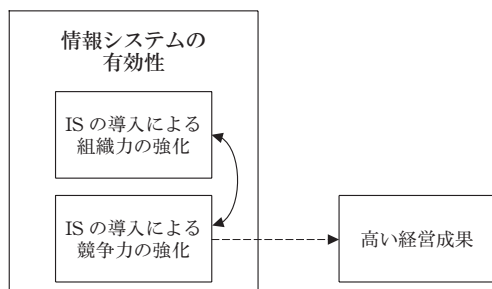 情報システムの
有効性
IS の導入による
組織力の強化
IS の導入による
競争力の強化
高い経営成果